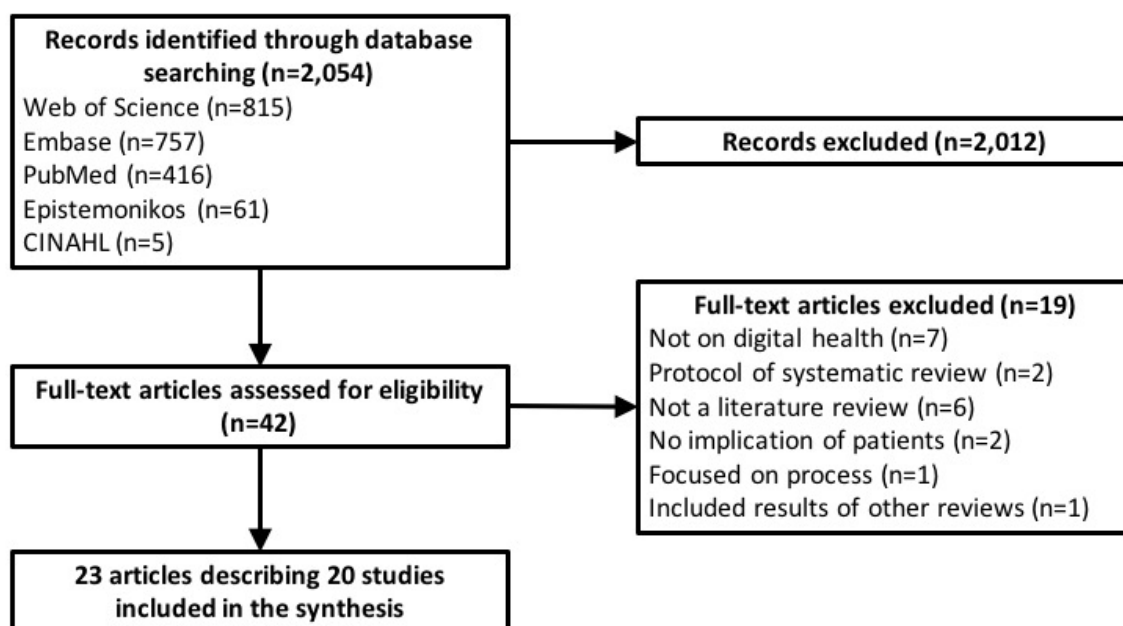 Records identified through database
searching (n=2,054)
Web of Science (n=815)
Embase (n=757)
PubMed (n=416)
Epistemonikos (n=61)
CINAHL (n=5)
Records excluded (n=2,012)
Full-text articles assessed for eligibility
(n=42)
Full-text articles excluded (n=19)
Not on digital health (n=7)
Protocol of systematic review (n=2)
Not a literature review (n=6)
No implication of patients (n=2)
Focused on process (n=1)
Included results of other reviews (n=1)
23 articles describing 20 studies
included in the synthesis